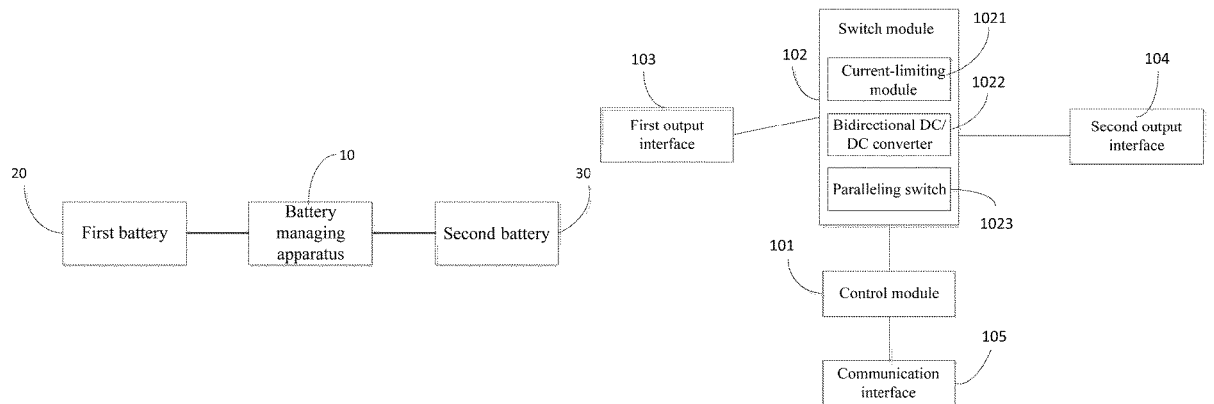 20
First battery
10
Battery
managing
apparatus
30
Second battery
103
First output
interface
102
Switch module
1021
Current-limiting
module
1022
Bidirectional DC/
DC converter
Paralleling switch
1023
104
Second output
interface
101
Control module
105
Communication
interface